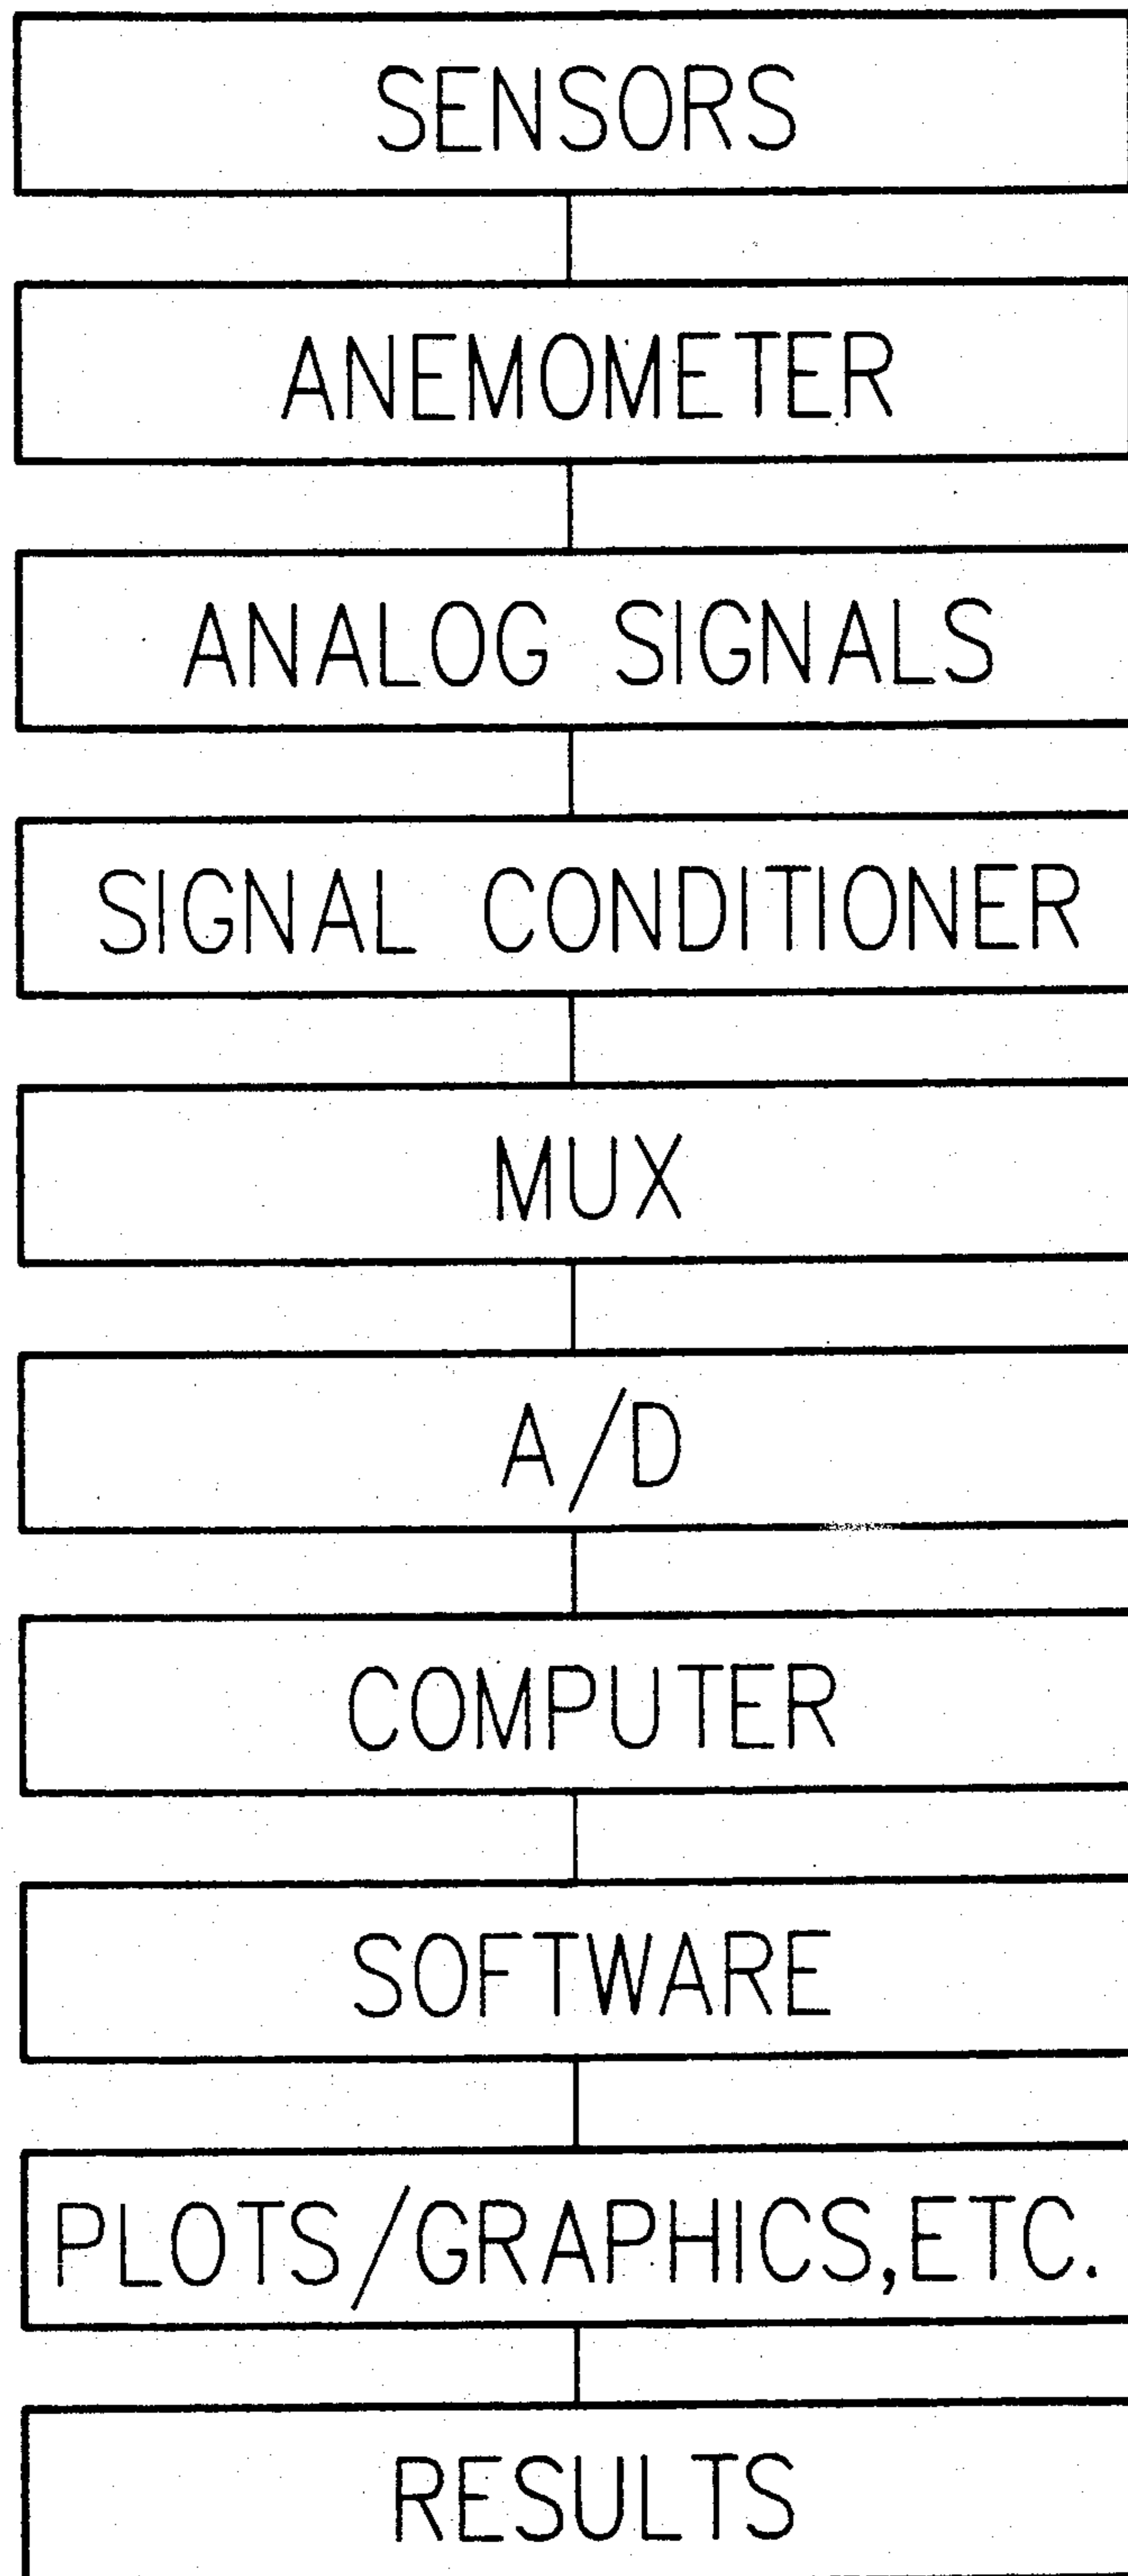 SENSORS
ANEMOMETER
ANALOG SIGNALS
SIGNAL CONDITIONER
MUX
A/D
COMPUTER
SOFTWARE
PLOTS/GRAPHICS,ETC.
RESULTS